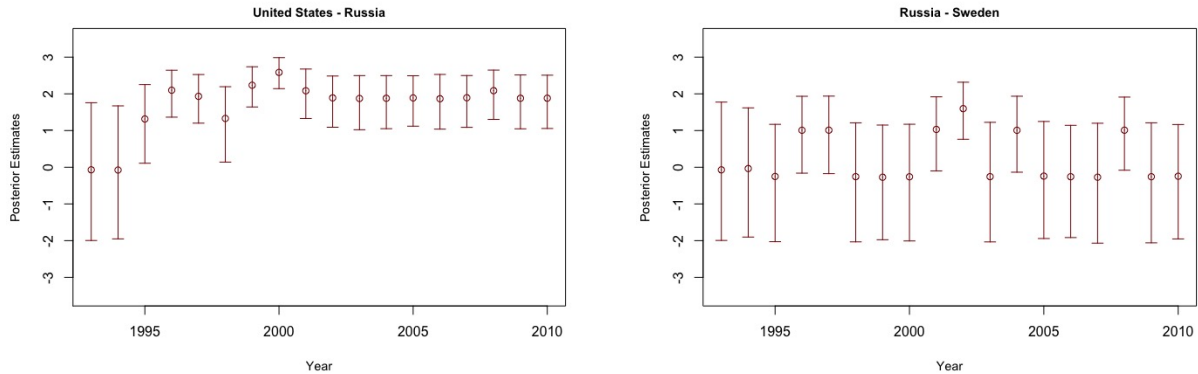 United States - Russia
Posterior Estimates
3
2
1
0
-1
-2
-3
1995 2000 2005 2010
Year
Russia - Sweden
Posterior Estimates
3
2
1
0
-1
-2
-3
1995 2000 2005 2010
Year